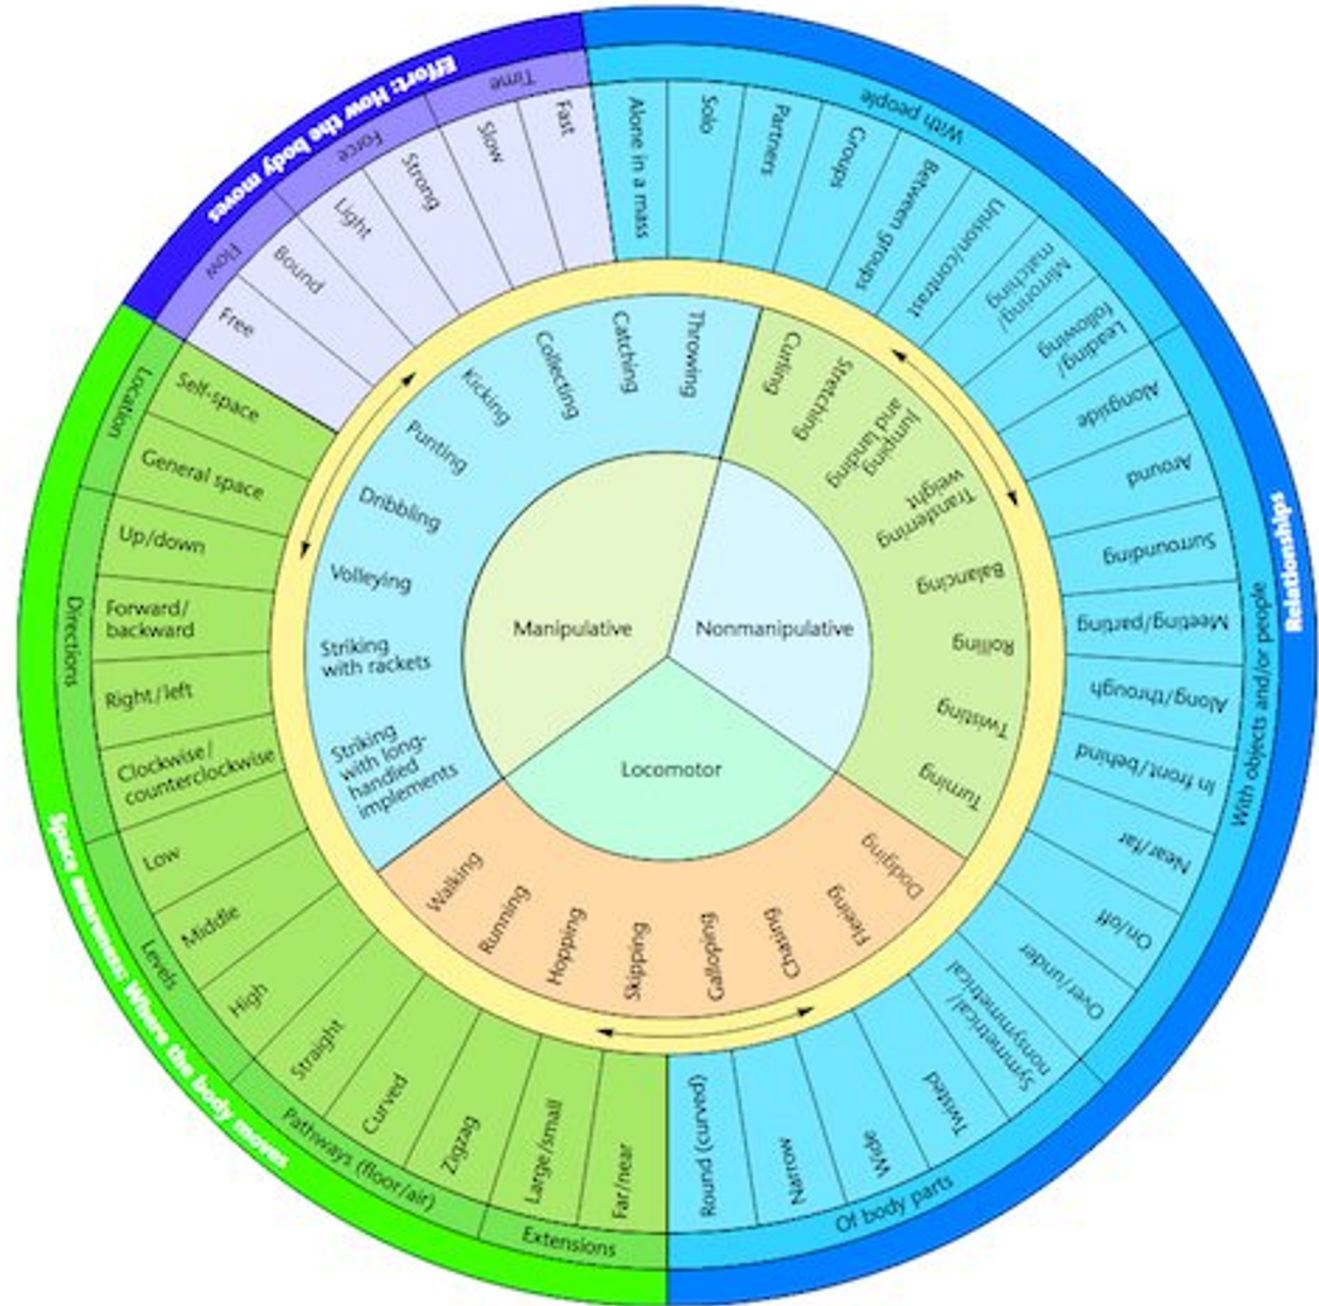 Effort: How the body moves
Time
Fast
Slow
Force
Strong
Light
Flow
Bound
Free
Relationships
With people
Alone in a mass
Solo
Partners
Groups
Between groups
Unison/contrast
Mirroring/
matching
Leading/
following
With objects and/or people
Alongside
Around
Surrounding
Meeting/parting
Along/through
In front/behind
Near/far
On/off
Over/under
Of body parts
Symmetrical/
nonsymmetrical
Twisted
Wide
Narrow
Round (curved)
Space awareness: Where the body moves
Location
Self-space
General space
Directions
Up/down
Forward/
backward
Right/left
Clockwise/
counterclockwise
Levels
Low
Middle
High
Pathways (floor/air)
Straight
Curved
Zigzag
Extensions
Large/small
Far/near
Manipulative
Throwing
Catching
Collecting
Kicking
Punting
Dribbling
Volleying
Striking
with rackets
Striking
with long-
handled
implements
Nonmanipulative
Curling
Stretching
Jumping
and landing
Transferring
weight
Balancing
Rolling
Twisting
Turning
Locomotor
Walking
Running
Hopping
Skipping
Galloping
Chasing
Fleeing
Dodging